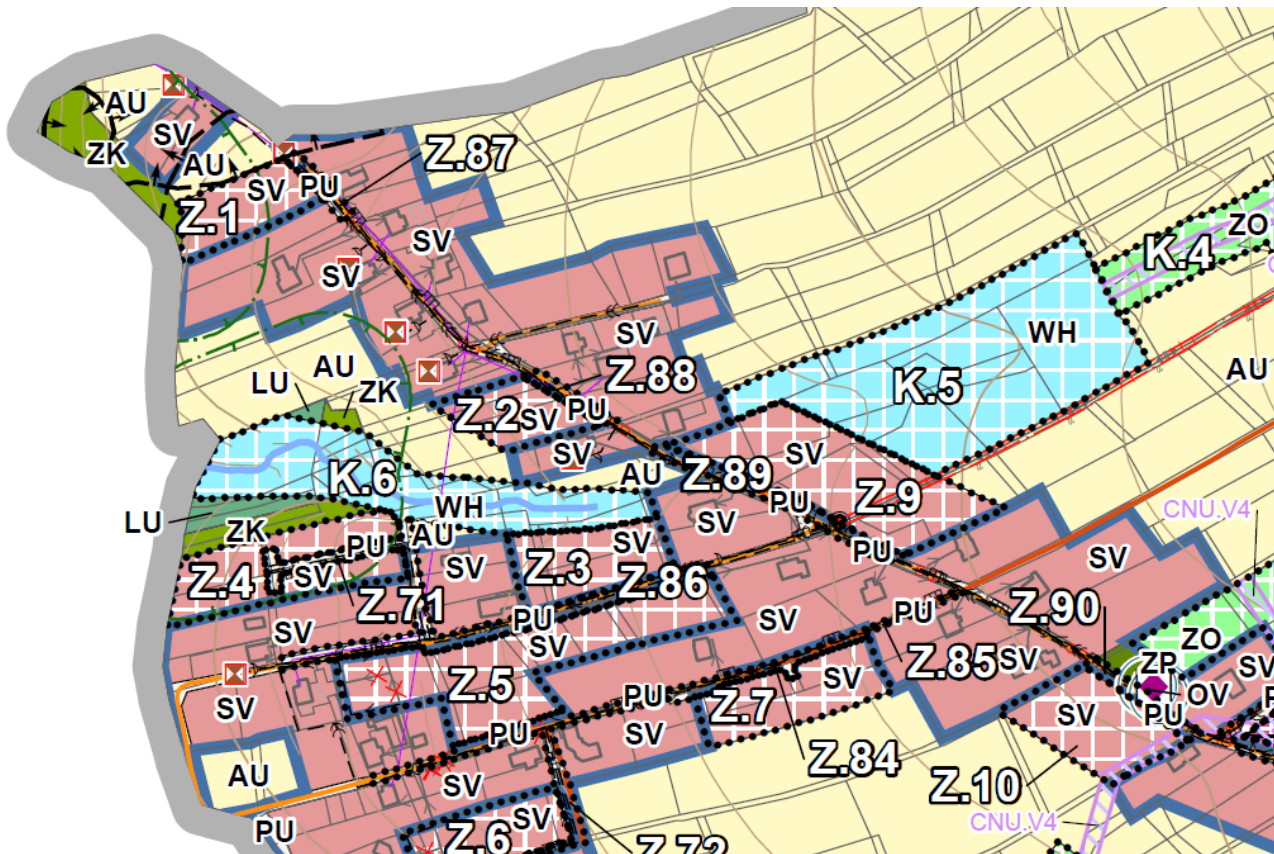 AU
SV
ZK
AU
Z.87
SV
PU
Z.1
ZO
SV
K.4
SV
WH
SV
AU
LU
ZK
Z.88
AU
K.5
Z.2
SV
PU
SV
SV
K.6
AU
Z.89
WH
PU
Z.9
SV
CNU.V4
LU
ZK
PU
AU
SV
PU
SV
Z.4
SV
SV
Z.3
Z.86
Z.71
SV
PU
SV
SV
PU
Z.90
ZO
Z.85
SV
ZP
SV
Z.5
PU
Z.7
SV
OV
SV
PU
SV
SV
PU
AU
SV
Z.84
Z.10
PU
Z.6
SV
Z.72
CNU.V4